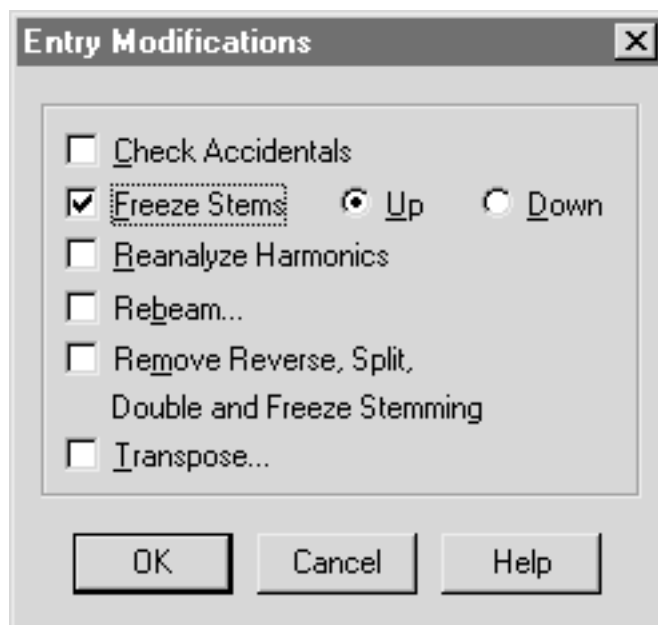 Entry Modifications
Check Accidentals
Freeze Stems Up Down
Reanalyze Harmonics
Rebeam...
Remove Reverse, Split,
Double and Freeze Stemming
Transpose...
OK Cancel Help